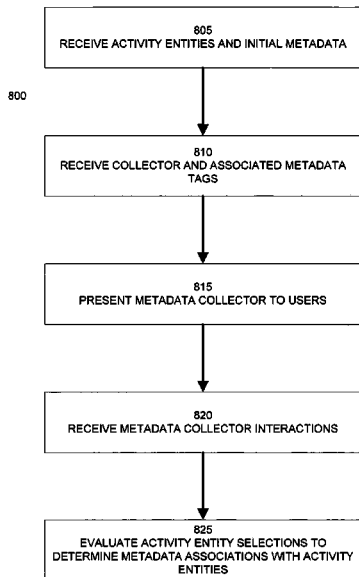 805
RECEIVE ACTIVITY ENTITIES AND INITIAL METADATA
800
810
RECEIVE COLLECTOR AND ASSOCIATED METADATA
TAGS
815
PRESENT METADATA COLLECTOR TO USERS
820
RECEIVE METADATA COLLECTOR INTERACTIONS
825
EVALUATE ACTIVITY ENTITY SELECTIONS TO
DETERMINE METADATA ASSOCIATIONS WITH ACTIVITY
ENTITIES